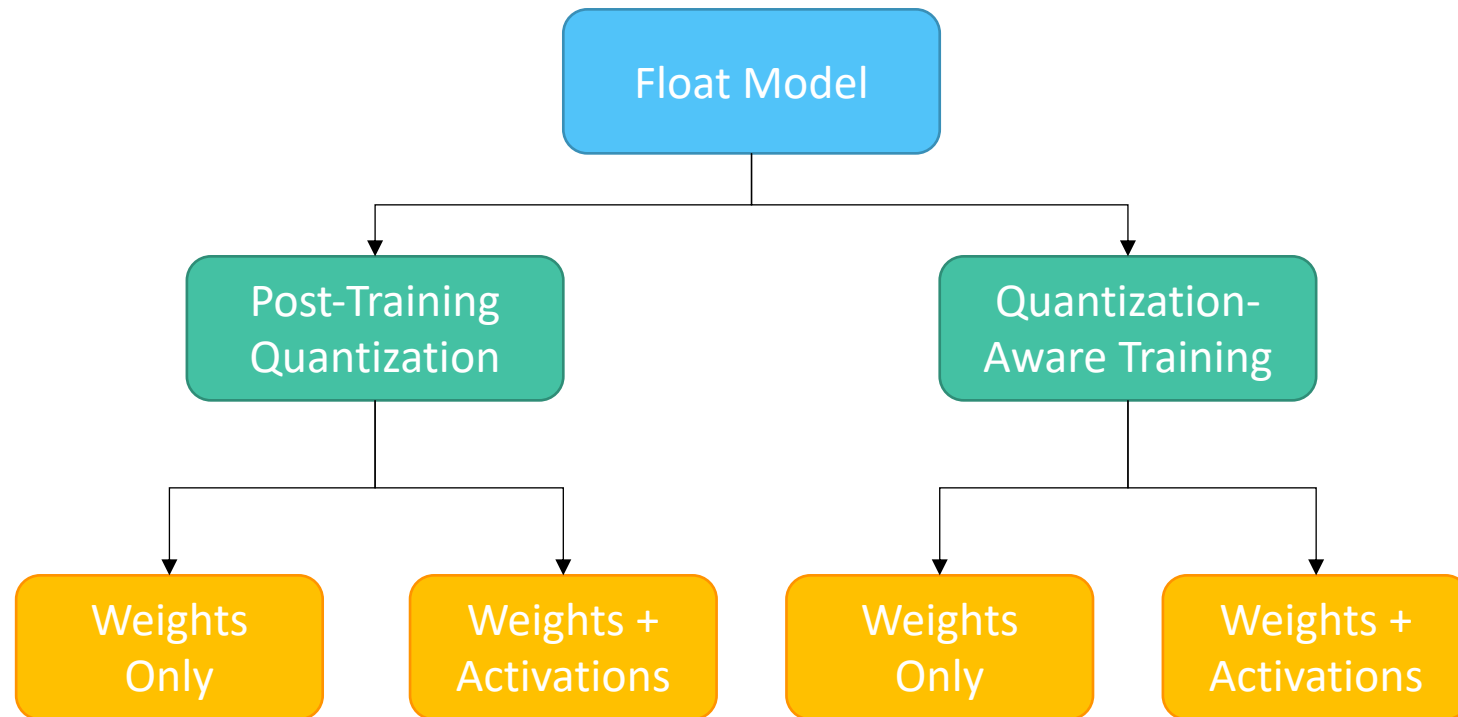 Float Model
Post-Training
Quantization
Quantization-
Aware Training
Weights
Only
Weights +
Activations
Weights
Only
Weights +
Activations